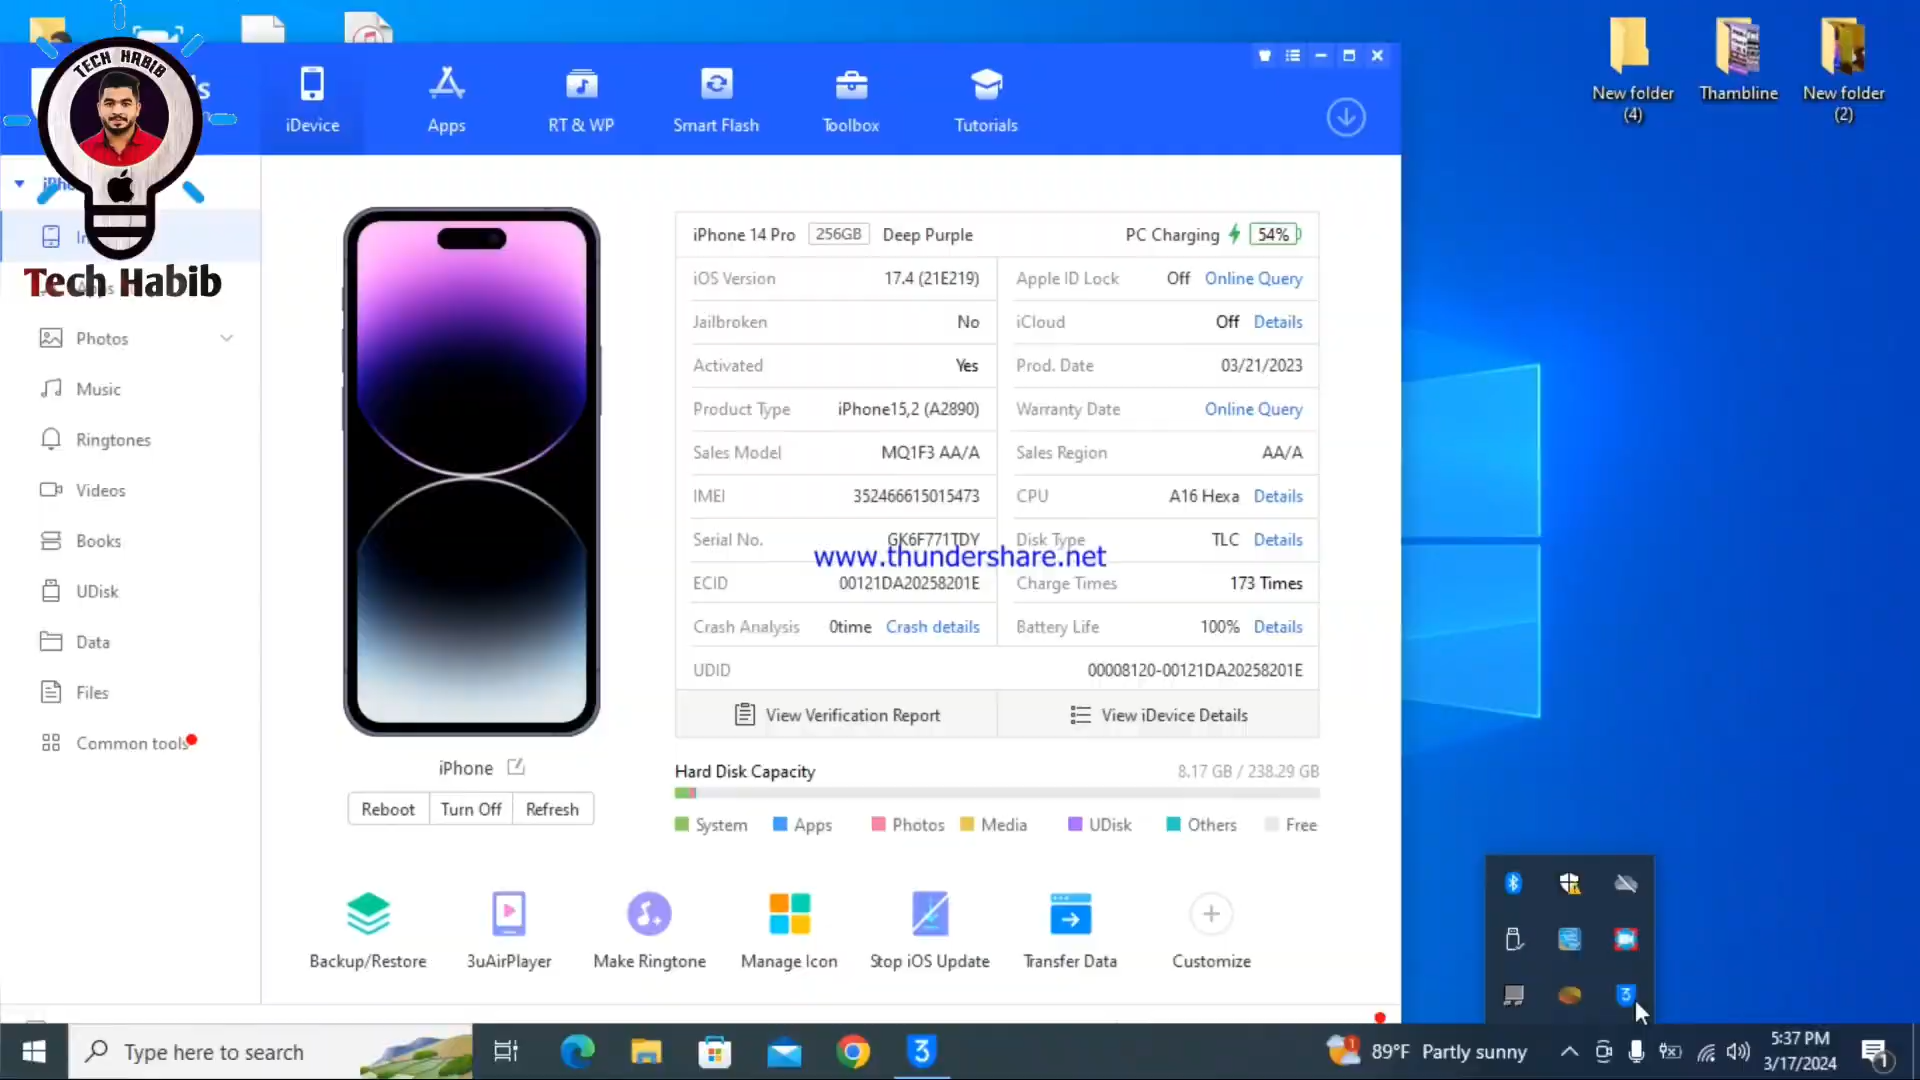 TECH HABIB
Tech Habib
iDevice
Apps
RT & WP
Smart Flash
Toolbox
Tutorials
New folder (4)
Thambline
New folder (2)
Photos
Music
Ringtones
Videos
Books
UDisk
Data
Files
Common tools
iPhone
Reboot
Turn Off
Refresh
iPhone 14 Pro 256GB Deep Purple PC Charging 54%
iOS Version 17.4 (21E219) Apple ID Lock Off Online Query
Jailbroken No iCloud Off Details
Activated Yes Prod. Date 03/21/2023
Product Type iPhone15,2 (A2890) Warranty Date Online Query
Sales Model MQ1F3 AA/A Sales Region AA/A
IMEI 352466615015473 CPU A16 Hexa Details
Serial No. GK6F771TDY Disk Type TLC Details
www.thundershare.net
ECID 00121DA20258201E Charge Times 173 Times
Crash Analysis 0time Crash details Battery Life 100% Details
UDID 00008120-00121DA20258201E
View Verification Report View iDevice Details
Hard Disk Capacity 8.17 GB / 238.29 GB
System Apps Photos Media UDisk Others Free
Backup/Restore
3uAirPlayer
Make Ringtone
Manage Icon
Stop iOS Update
Transfer Data
Customize
Type here to search
89°F Partly sunny
5:37 PM
3/17/2024